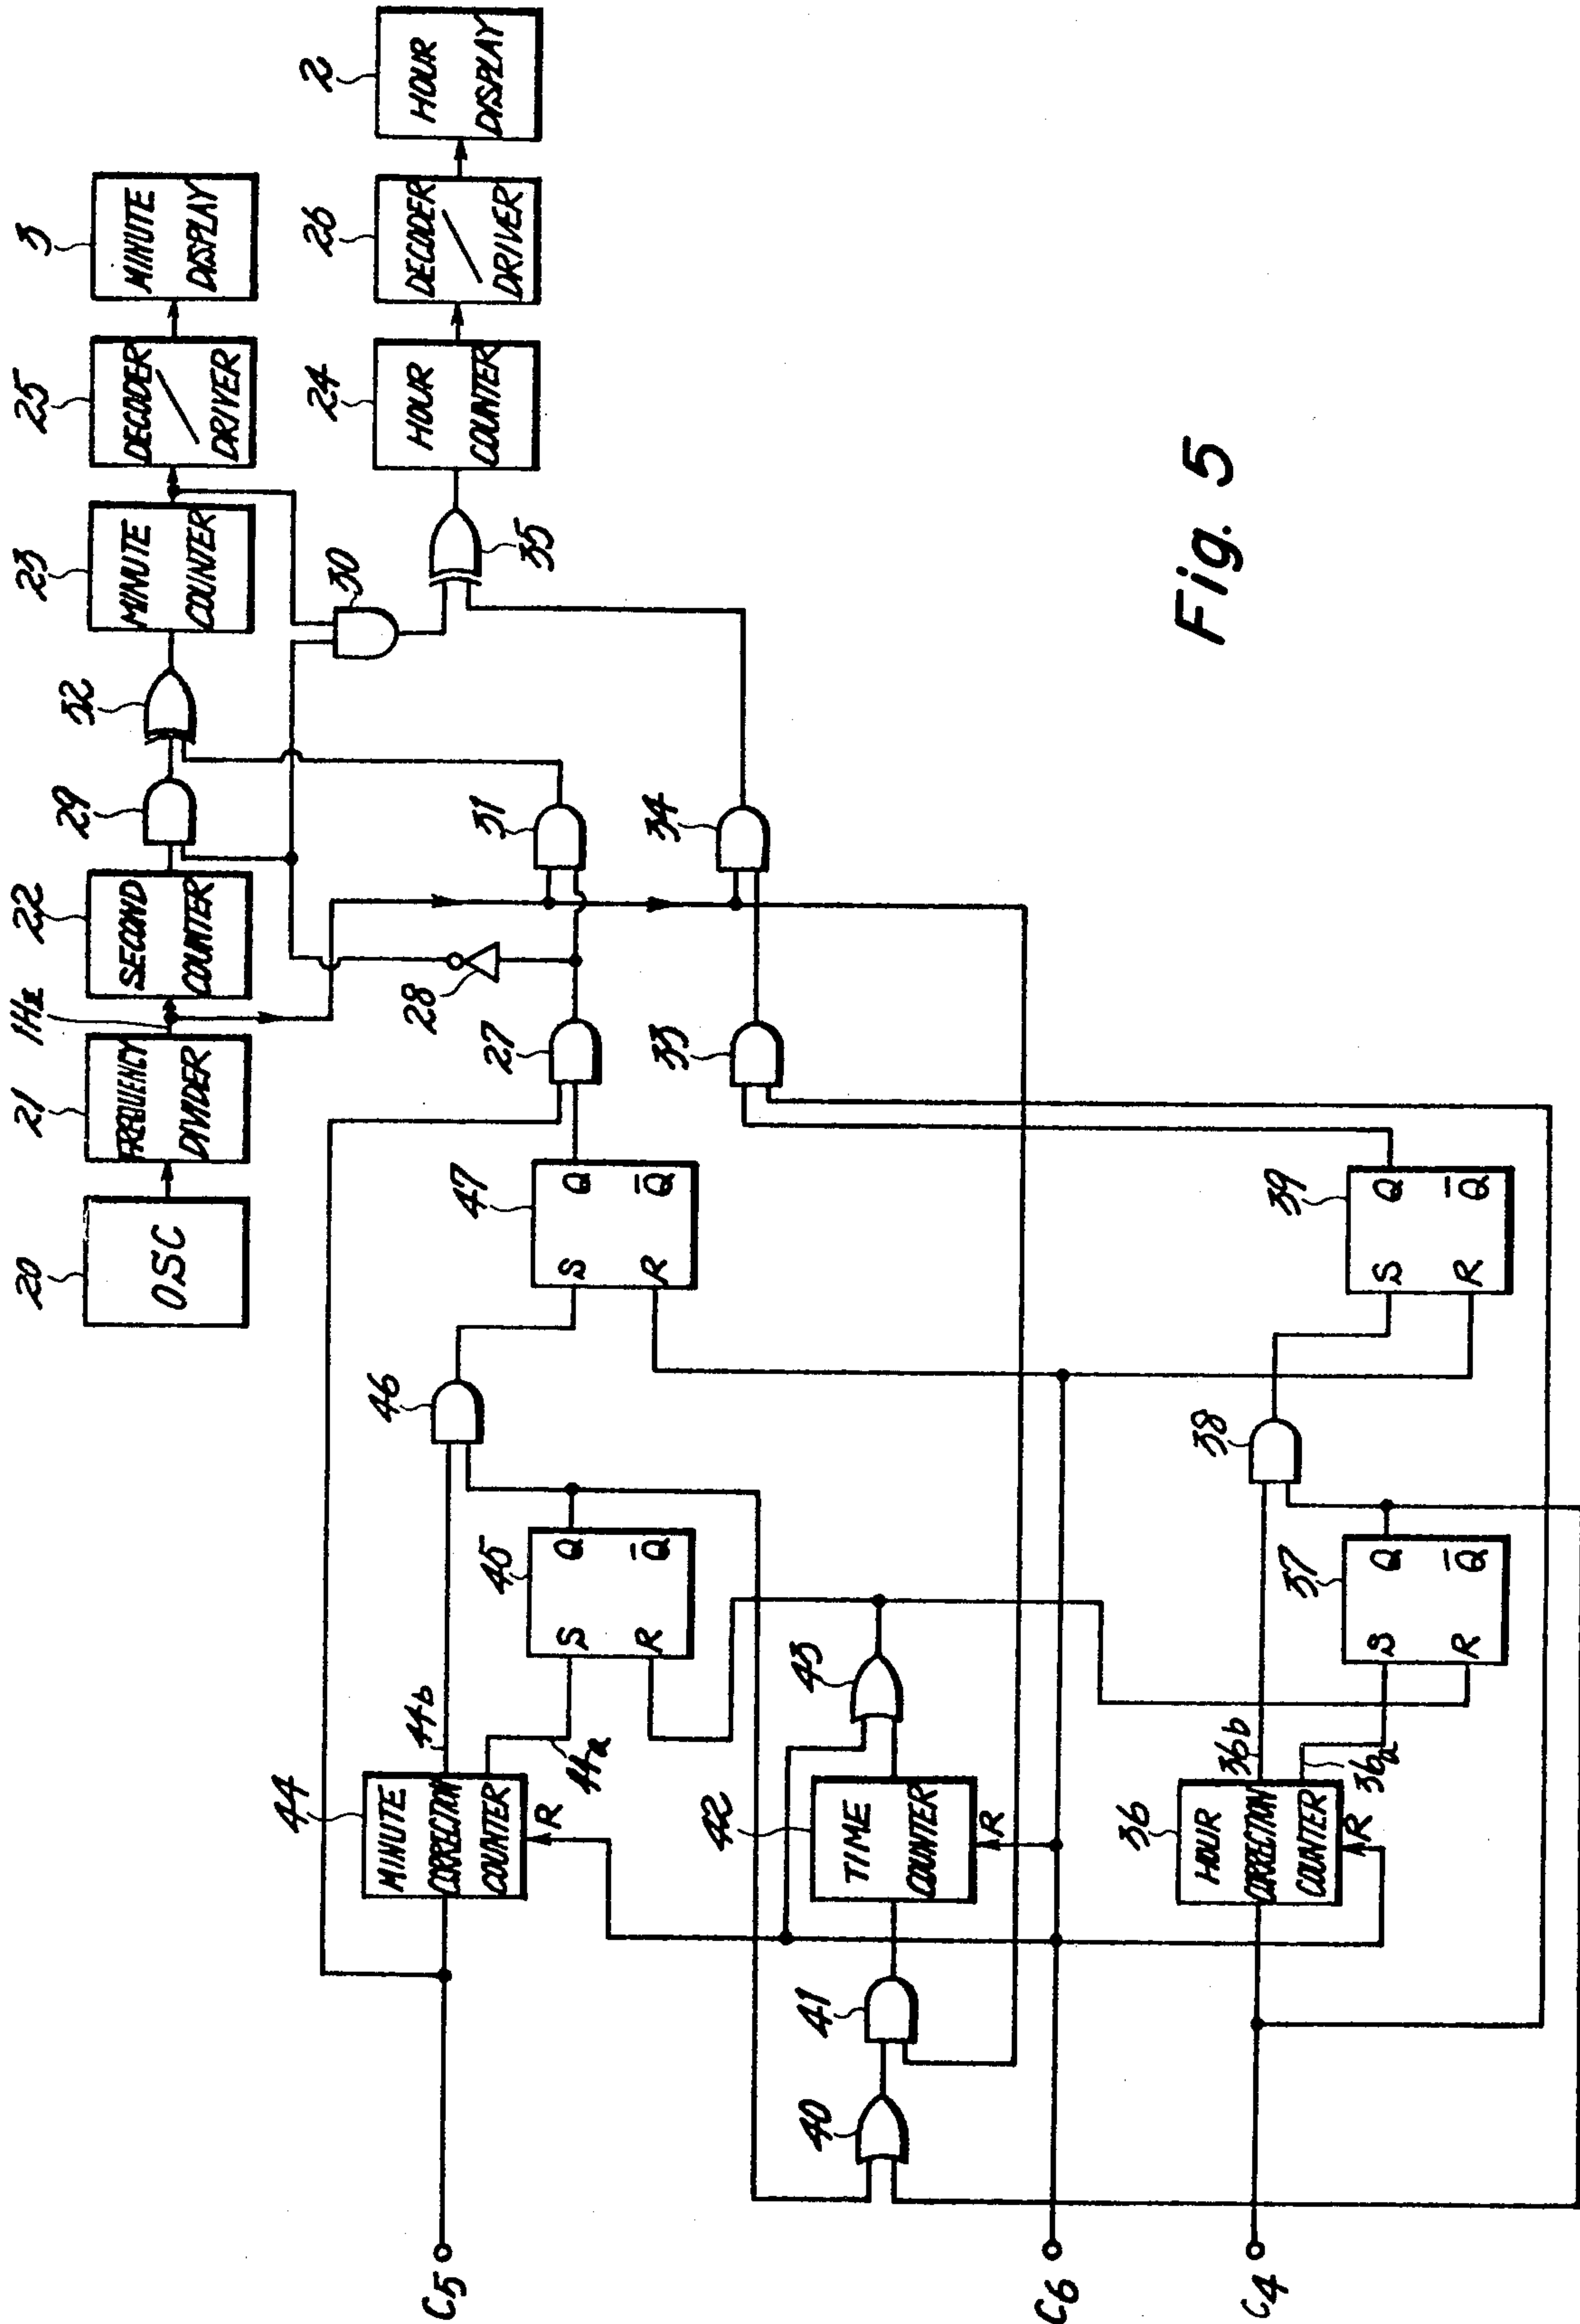 20
OSC
21
FREQUENCY
DIVIDER
1Hz
22
SECOND
COUNTER
29
32
23
MINUTE
COUNTER
25
DECODER
/
DRIVER
3
MINUTE
DISPLAY
30
35
24
HOUR
COUNTER
26
DECODER
/
DRIVER
2
HOUR
DISPLAY
C5
44
MINUTE
CORRECTION
COUNTER
R
44b
44a
45
S
Q
R
Q̅
46
47
S
Q
R
Q̅
27
28
31
40
41
42
TIME
COUNTER
R
43
33
34
C6
C4
36
HOUR
CORRECTION
COUNTER
R
36b
36a
37
S
Q
R
Q̅
38
39
S
Q
R
Q̅
Fig. 5